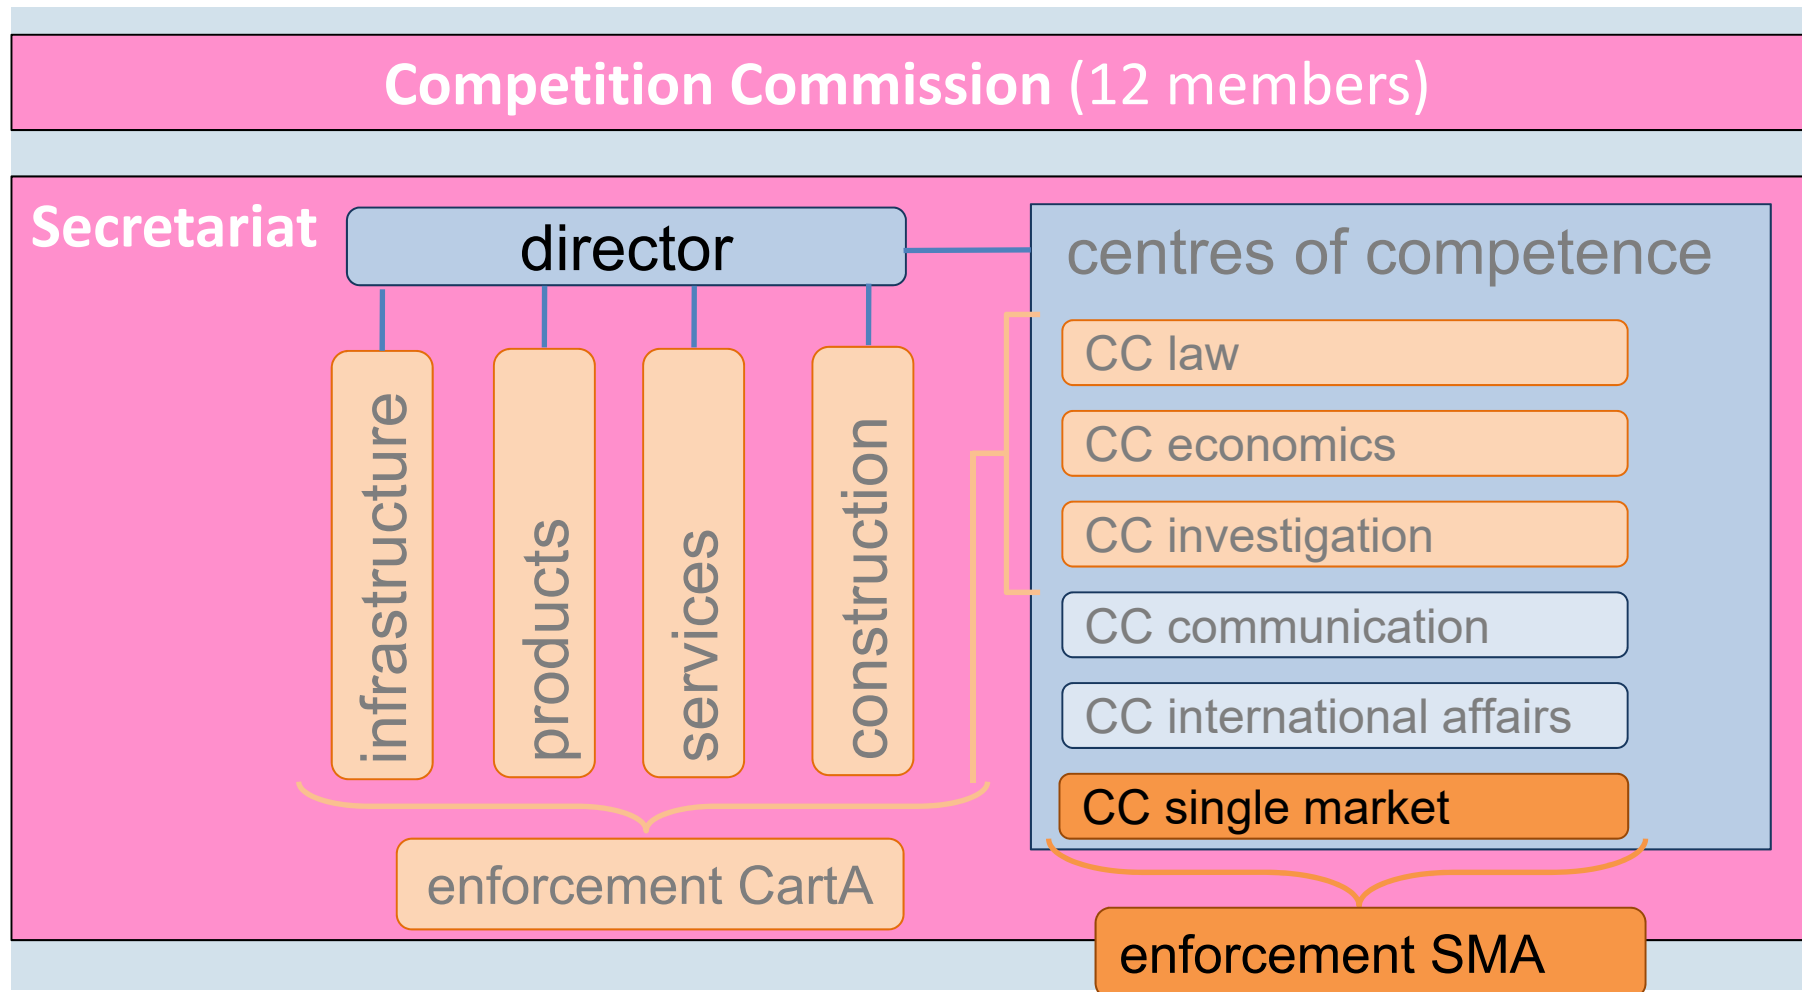 Competition Commission (12 members)
Secretariat
director
centres of competence
infrastructure
products
services
construction
CC law
CC economics
CC investigation
CC communication
CC international affairs
CC single market
enforcement CartA
enforcement SMA